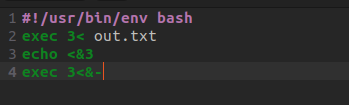 1 #!/usr/bin/env bash
2 exec 3< out.txt
3 echo <&3
4 exec 3<&-